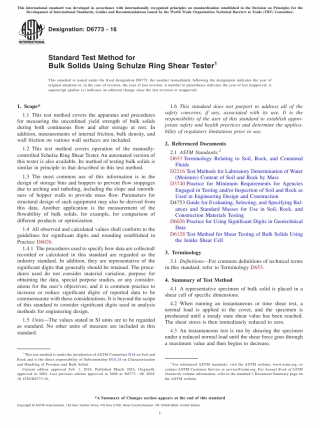 This international standard was developed in accordance with internationally recognized principles on standardization established in the Decision on Principles for the
Development of International Standards, Guides and Recommendations issued by the World Trade Organization Technical Barriers to Trade (TBT) Committee.
ASTM
INTERNATIONAL
Designation: D6773 − 16
Standard Test Method for
Bulk Solids Using Schulze Ring Shear Tester1
This standard is issued under the fixed designation D6773; the number immediately following the designation indicates the year of
original adoption or, in the case of revision, the year of last revision. A number in parentheses indicates the year of last reapproval. A
superscript epsilon (ε) indicates an editorial change since the last revision or reapproval.
1. Scope*
1.1 This test method covers the apparatus and procedures
for measuring the unconfined yield strength of bulk solids
during both continuous flow and after storage at rest. In
addition, measurements of internal friction, bulk density, and
wall friction on various wall surfaces are included.
1.2 This test method covers operation of the manually-
controlled Schulze Ring Shear Tester. An automated version of
this tester is also available. Its method of testing bulk solids is
similar in principle to that described in this test method.
1.3 The most common use of this information is in the
design of storage bins and hoppers to prevent flow stoppages
due to arching and ratholing, including the slope and smooth-
ness of hopper walls to provide mass flow. Parameters for
structural design of such equipment may also be derived from
this data. Another application is the measurement of the
flowability of bulk solids, for example, for comparison of
different products or optimization.
1.4 All observed and calculated values shall conform to the
guidelines for significant digits and rounding established in
Practice D6026.
1.4.1 The procedures used to specify how data are collected/
recorded or calculated in this standard are regarded as the
industry standard. In addition, they are representative of the
significant digits that generally should be retained. The proce-
dures used do not consider material variation, purpose for
obtaining the data, special purpose studies, or any consider-
ations for the user's objectives; and it is common practice to
increase or reduce significant digits of reported data to be
commensurate with these considerations. It is beyond the scope
of this standard to consider significant digits used in analysis
methods for engineering design.
1.5 Units—The values stated in SI units are to be regarded
as standard. No other units of measure are included in this
standard.
1 This test method is under the jurisdiction of ASTM Committee D18 on Soil and
Rock and is the direct responsibility of Subcommittee D18.24 on Characterization
and Handling of Powders and Bulk Solids.
Current edition approved Feb. 1, 2016. Published March 2016. Originally
approved in 2002. Last previous edition approved in 2008 as D6773 – 08. DOI:
10.1520/D6773-16.
1.6 This standard does not purport to address all of the
safety concerns, if any, associated with its use. It is the
responsibility of the user of this standard to establish appro-
priate safety and health practices and determine the applica-
bility of regulatory limitations prior to use.
2. Referenced Documents
2.1 ASTM Standards:2
D653 Terminology Relating to Soil, Rock, and Contained
Fluids
D2216 Test Methods for Laboratory Determination of Water
(Moisture) Content of Soil and Rock by Mass
D3740 Practice for Minimum Requirements for Agencies
Engaged in Testing and/or Inspection of Soil and Rock as
Used in Engineering Design and Construction
D4753 Guide for Evaluating, Selecting, and Specifying Bal-
ances and Standard Masses for Use in Soil, Rock, and
Construction Materials Testing
D6026 Practice for Using Significant Digits in Geotechnical
Data
D6128 Test Method for Shear Testing of Bulk Solids Using
the Jenike Shear Cell
3. Terminology
3.1 Definitions—For common definitions of technical terms
in this standard, refer to Terminology D653.
4. Summary of Test Method
4.1 A representative specimen of bulk solid is placed in a
shear cell of specific dimensions.
4.2 When running an instantaneous or time shear test, a
normal load is applied to the cover, and the specimen is
presheared until a steady state shear value has been reached.
The shear stress is then immediately reduced to zero.
4.3 An instantaneous test is run by shearing the specimen
under a reduced normal load until the shear force goes through
a maximum value and then begins to decrease.
2 For referenced ASTM standards, visit the ASTM website, www.astm.org, or
contact ASTM Customer Service at service@astm.org. For Annual Book of ASTM
Standards volume information, refer to the standard's Document Summary page on
the ASTM website.
*A Summary of Changes section appears at the end of this standard
Copyright © ASTM International, 100 Barr Harbor Drive, PO Box C700, West Conshohocken, PA 19428-2959. United States
1